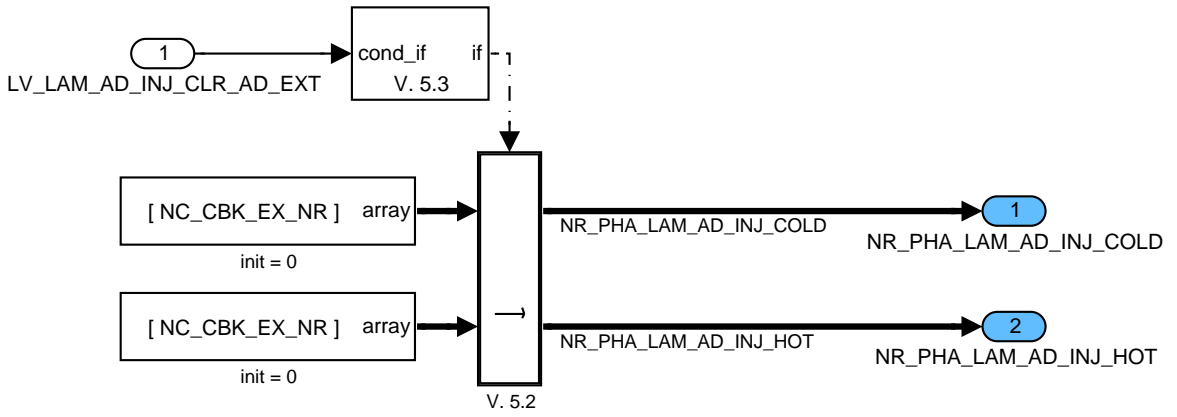 1
cond_if if
LV_LAM_AD_INJ_CLR_AD_EXT
V. 5.3
[ NC_CBK_EX_NR ] array
init = 0
NR_PHA_LAM_AD_INJ_COLD
1
NR_PHA_LAM_AD_INJ_COLD
[ NC_CBK_EX_NR ] array
init = 0
NR_PHA_LAM_AD_INJ_HOT
2
NR_PHA_LAM_AD_INJ_HOT
V. 5.2